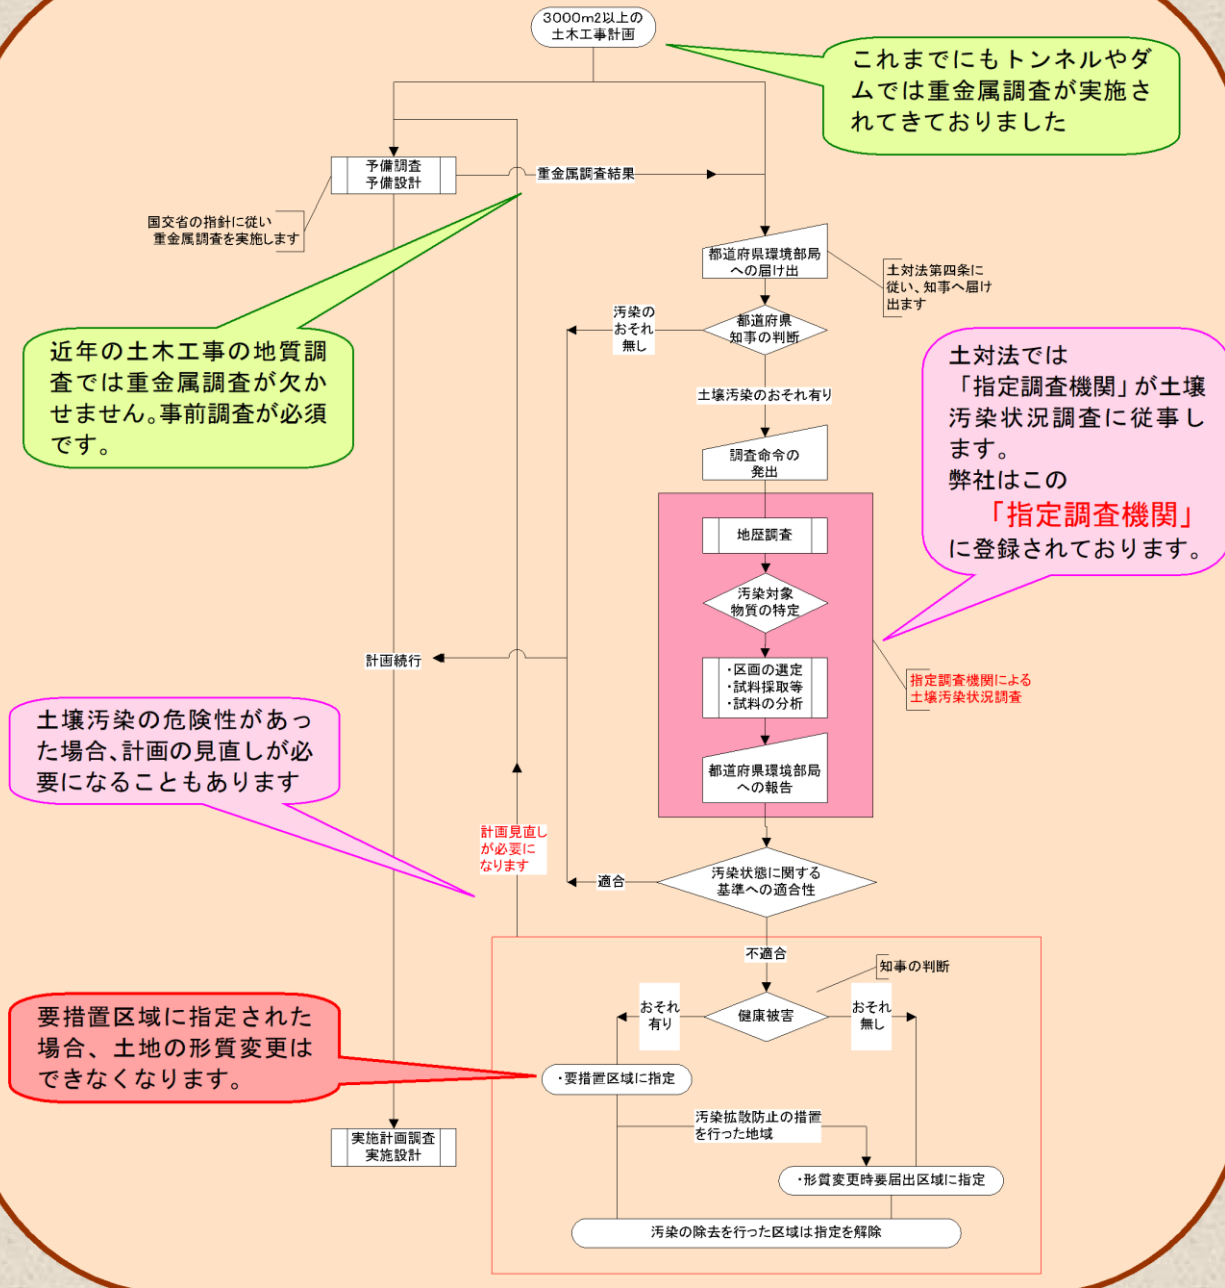 3000m2以上の
土木工事計画
これまでにもトンネルやダ
ムでは重金属調査が実施さ
れてきておりました
予備調査
予備設計
重金属調査結果
国交省の指針に従い
重金属調査を実施します
都道府県環境部局
への届け出
土対法第四条に
従い、知事へ届け
出ます
汚染の
おそれ
無し
都道府県
知事の判断
近年の土木工事の地質調
査では重金属調査が欠か
せません。事前調査が必須
です。
土対法では
「指定調査機関」が土壌
汚染状況調査に従事し
ます。
弊社はこの
「指定調査機関」
に登録されております。
土壌汚染のおそれ有り
調査命令の
発出
地歴調査
汚染対象
物質の特定
計画続行
・区画の選定
・試料採取等
・試料の分析
指定調査機関による
土壌汚染状況調査
土壌汚染の危険性があっ
た場合、計画の見直しが必
要になることもあります
都道府県環境部局
への報告
計画見直し
が必要に
なります
適合
汚染状態に関する
基準への適合性
不適合
知事の判断
おそれ
有り
健康被害
おそれ
無し
要措置区域に指定された
場合、土地の形質変更は
できなくなります。
・要措置区域に指定
汚染拡散防止の措置
を行った地域
実施計画調査
実施設計
・形質変更時要届出区域に指定
汚染の除去を行った区域は指定を解除